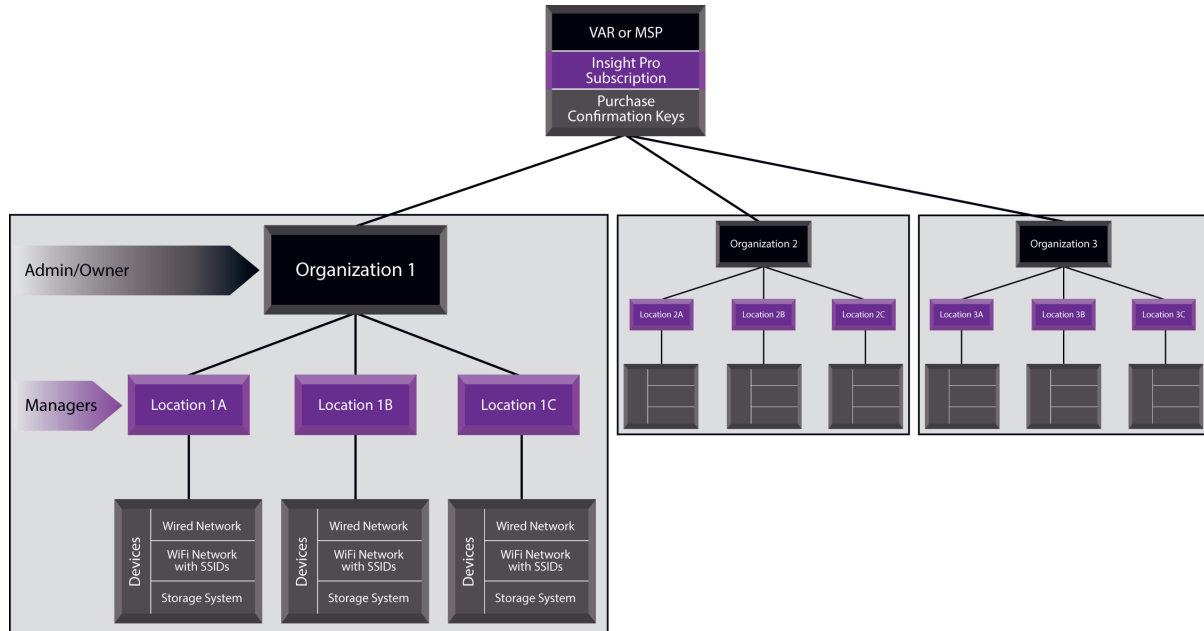 VAR or MSP
Insight Pro
Subscription
Purchase
Confirmation Keys
Admin/Owner
Organization 1
Managers
Location 1A
Location 1B
Location 1C
Devices
Wired Network
WiFi Network
with SSIDs
Storage System
Devices
Wired Network
WiFi Network
with SSIDs
Storage System
Devices
Wired Network
WiFi Network
with SSIDs
Storage System
Organization 2
Location 2A
Location 2B
Location 2C
Organization 3
Location 3A
Location 3B
Location 3C